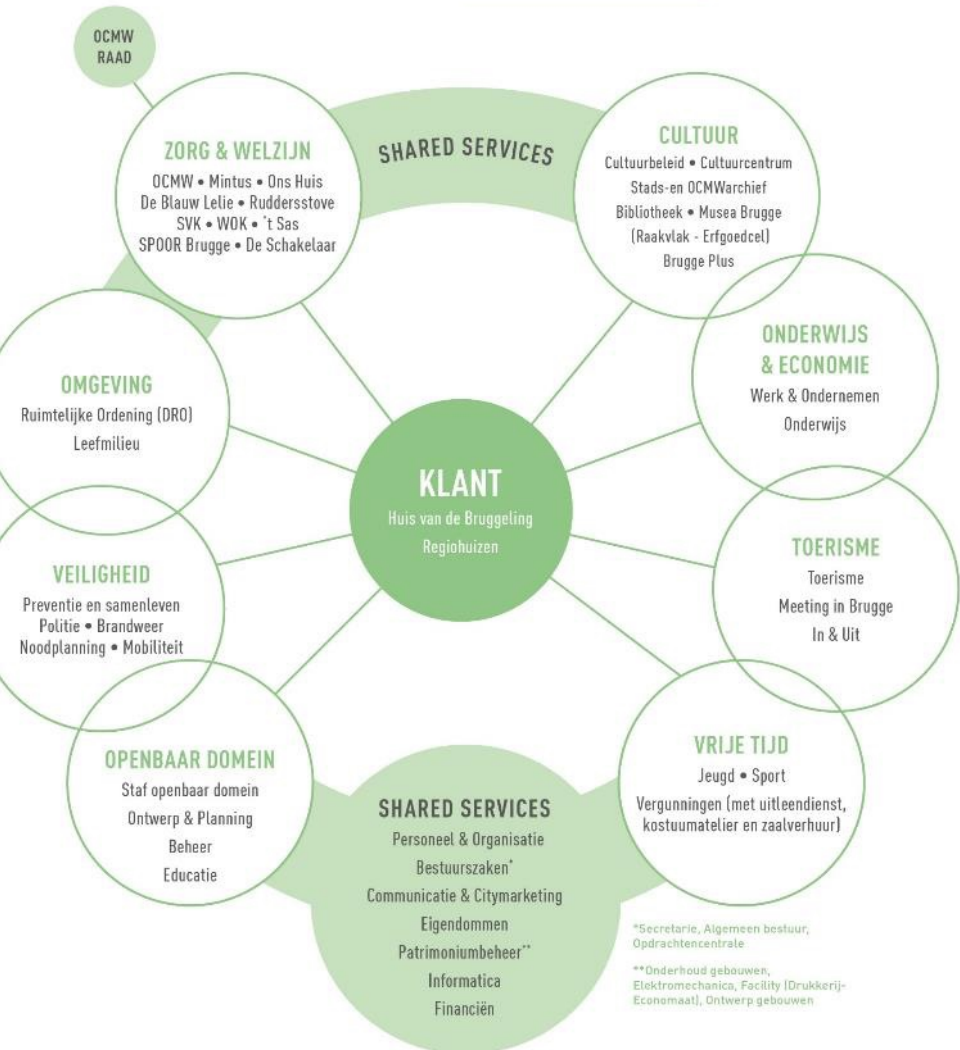 OCMW
RAAD
ZORG & WELZIJN
OCMW • Mintus • Ons Huis
De Blauw Lelie • Ruddersstove
SVK • WOK • 't Sas
SPOOR Brugge • De Schakelaar
SHARED SERVICES
CULTUUR
Cultuurbeleid • Cultuurcentrum
Stads-en OCMWarchief
Bibliotheek • Musea Brugge
(Raakvlak - Erfgoedcel)
Brugge Plus
ONDERWIJS
& ECONOMIE
Werk & Ondernemen
Onderwijs
OMGEVING
Ruimtelijke Ordening (DRO)
Leefmilieu
KLANT
Huis van de Bruggeling
Regiohuizen
TOERISME
Toerisme
Meeting in Brugge
In & Uit
VEILIGHEID
Preventie en samenleven
Politie • Brandweer
Noodplanning • Mobiliteit
OPENBAAR DOMEIN
Staf openbaar domein
Ontwerp & Planning
Beheer
Educatie
SHARED SERVICES
Personeel & Organisatie
Bestuurszaken*
Communicatie & Citymarketing
Eigendommen
Patrimoniumbeheer**
Informatica
Financiën
VRIJE TIJD
Jeugd • Sport
Vergunningen (met uitleendienst,
kostuumatelier en zaalverhuur)
*Secretarie, Algemeen bestuur,
Opdrachtencentrale
**Onderhoud gebouwen,
Elektromechanica, Facility (Drukkerij-
Economaat), Ontwerp gebouwen